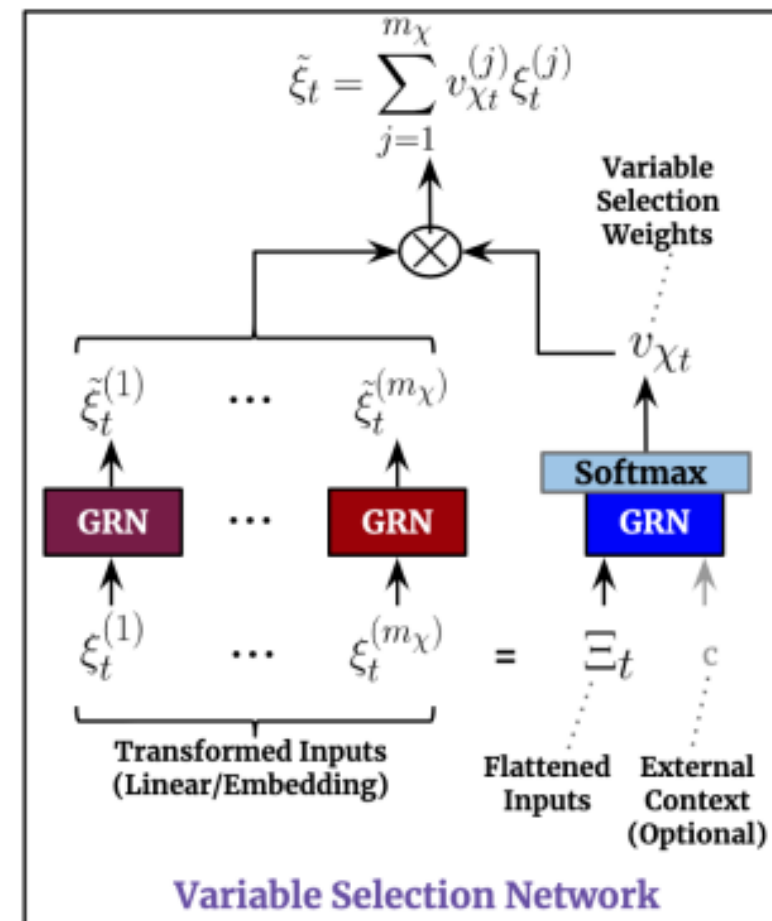 ξ̃_t = ∑_{j=1}^{m_χ} v_{χ_t}^{(j)} ξ_t^{(j)}
Variable
Selection
Weights
v_{χ_t}
ξ̃_t^{(1)} ... ξ̃_t^{(m_χ)}
Softmax
GRN ... GRN GRN
ξ_t^{(1)} ... ξ_t^{(m_χ)} = Ξ_t c
Transformed Inputs
(Linear/Embedding)
Flattened
Inputs
External
Context
(Optional)
Variable Selection Network